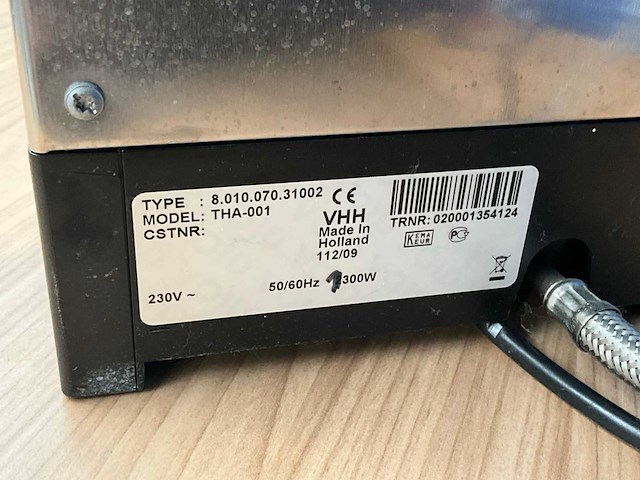 TYPE : 8.010.070.31002 CE
MODEL: THA-001
CSTNR:
VHH
Made In
Holland
112/09
TRNR: 020001354124
KEMA
KEUR
230V ~ 50/60Hz 300W